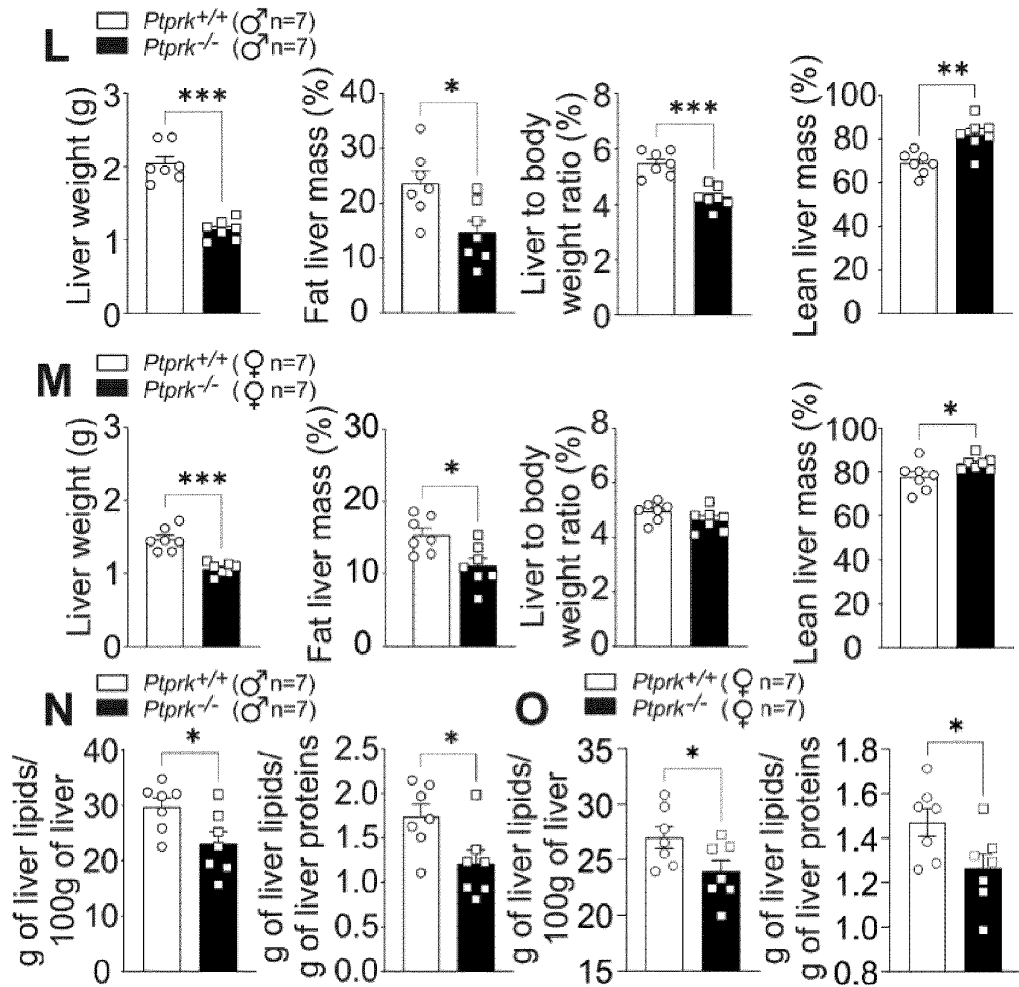 L
Ptprk+/+ (♂ n=7)
Ptprk-/- (♂ n=7)
Liver weight (g)
3
2
1
0
***
Fat liver mass (%)
40
30
20
10
0
*
Liver to body
weight ratio (%)
8
6
4
2
0
***
Lean liver mass (%)
100
80
60
40
20
0
**
M
Ptprk+/+ (♀ n=7)
Ptprk-/- (♀ n=7)
Liver weight (g)
3
2
1
0
***
Fat liver mass (%)
30
20
10
0
*
Liver to body
weight ratio (%)
8
6
4
2
0
Lean liver mass (%)
100
80
60
40
20
0
*
N
Ptprk+/+ (♂ n=7)
Ptprk-/- (♂ n=7)
g of liver lipids/
100g of liver
40
30
20
10
0
*
g of liver lipids/
g of liver proteins
2.5
2.0
1.5
1.0
0.5
0.0
*
O
Ptprk+/+ (♀ n=7)
Ptprk-/- (♀ n=7)
g of liver lipids/
100g of liver
35
30
25
20
15
*
g of liver lipids/
g of liver proteins
1.8
1.6
1.4
1.2
1.0
0.8
*